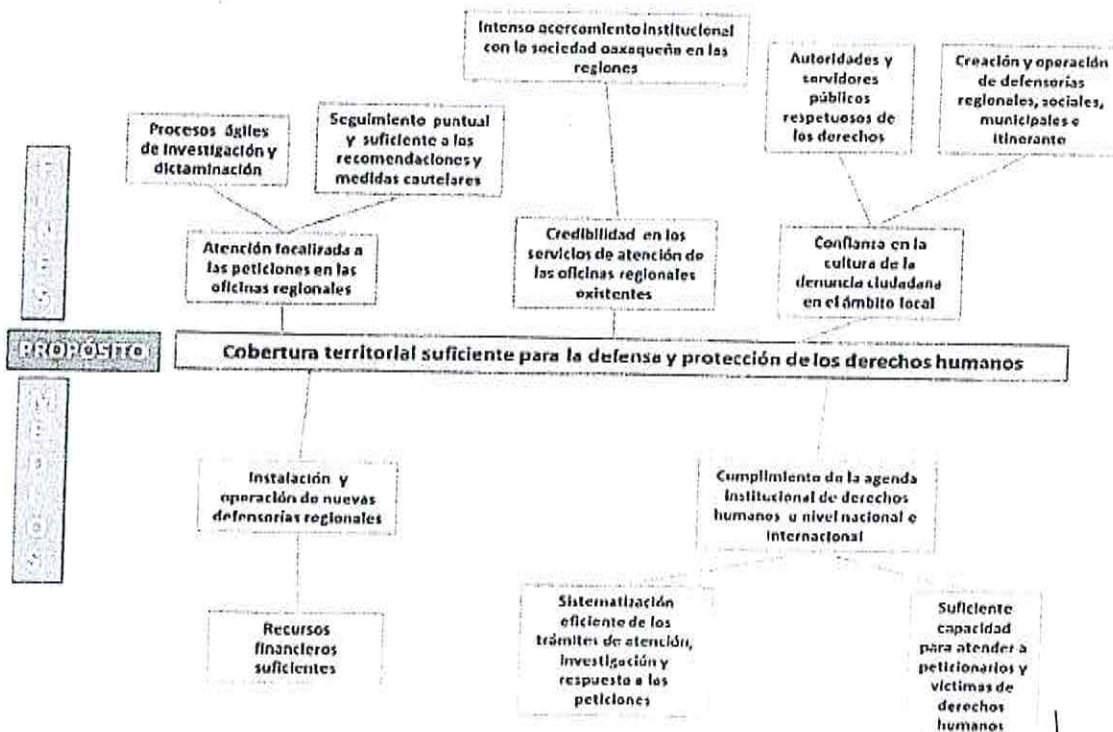 Intenso acercamiento institucional
con la sociedad oaxaqueña en las
regiones
Autoridades y
servidores
públicos
respetuosos de
los derechos
Creación y operación
de defensorías
regionales, sociales,
municipales e
itinerante
Procesos ágiles
de investigación y
dictaminación
Seguimiento puntual
y suficiente a las
recomendaciones y
medidas cautelares
Atención focalizada a
las peticiones en las
oficinas regionales
Credibilidad en los
servicios de atención de
las oficinas regionales
existentes
Confianza en la
cultura de la
denuncia ciudadana
en el ámbito local
PROPÓSITO
Cobertura territorial suficiente para la defensa y protección de los derechos humanos
Instalación y
operación de nuevas
defensorías regionales
Cumplimiento de la agenda
institucional de derechos
humanos a nivel nacional e
internacional
Recursos
financieros
suficientes
Sistematización
eficiente de los
trámites de atención,
investigación y
respuesta a las
peticiones
Suficiente
capacidad
para atender a
peticionarios y
víctimas de
derechos
humanos